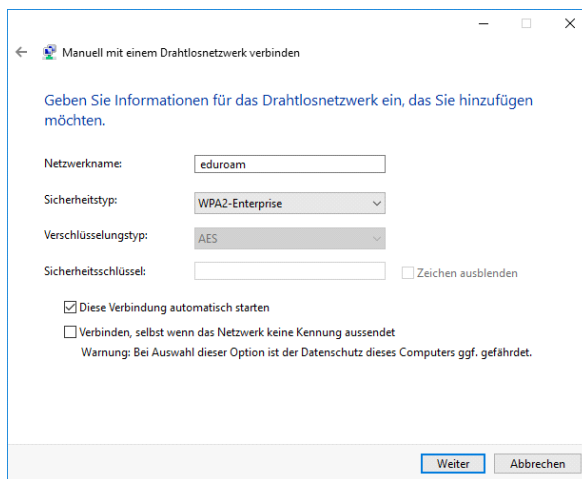 Manuell mit einem Drahtlosnetzwerk verbinden
Geben Sie Informationen für das Drahtlosnetzwerk ein, das Sie hinzufügen
möchten.
Netzwerkname: eduroam
Sicherheitstyp: WPA2-Enterprise
Verschlüsselungstyp: AES
Sicherheitsschlüssel: Zeichen ausblenden
Diese Verbindung automatisch starten
Verbinden, selbst wenn das Netzwerk keine Kennung aussendet
Warnung: Bei Auswahl dieser Option ist der Datenschutz dieses Computers ggf. gefährdet.
Weiter Abbrechen